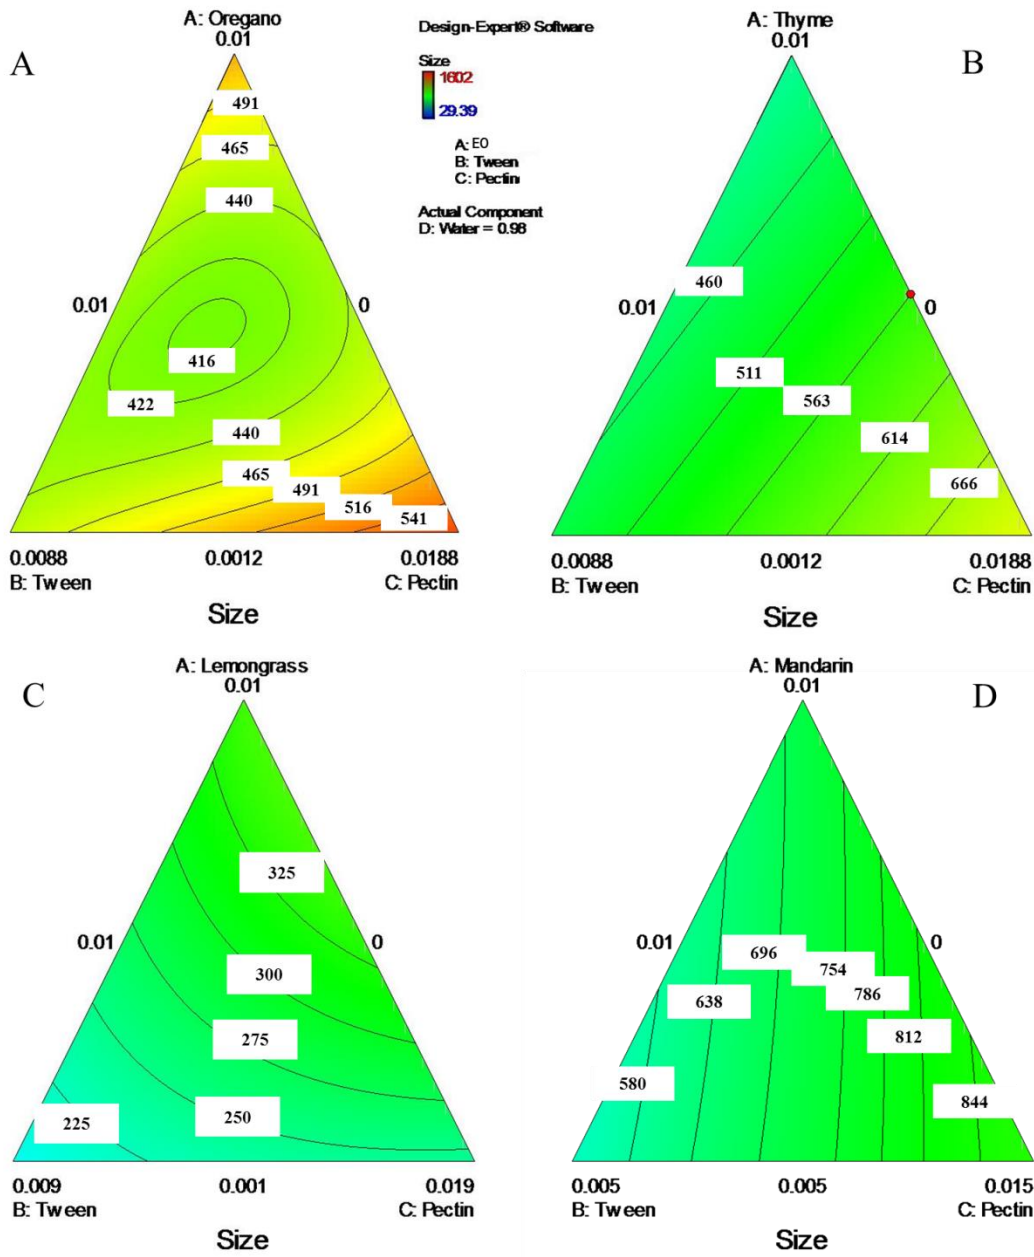 A: Oregano
0.01
A
491
465
440
0.01
0
416
422
440
465
491
516
541
0.0088
0.0012
0.0188
B: Tween
C: Pectin
Size
Design-Expert® Software
Size
1602
29.39
A: EO
B: Tween
C: Pectin
Actual Component
D: Water = 0.98
A: Thyme
0.01
B
460
0.01
0
511
563
614
666
0.0088
0.0012
0.0188
B: Tween
C: Pectin
Size
A: Lemongrass
0.01
C
325
0.01
0
300
275
250
225
0.009
0.001
0.019
B: Tween
C: Pectin
Size
A: Mandarin
0.01
D
0.01
0
696
754
786
638
812
580
844
0.005
0.005
0.015
B: Tween
C: Pectin
Size